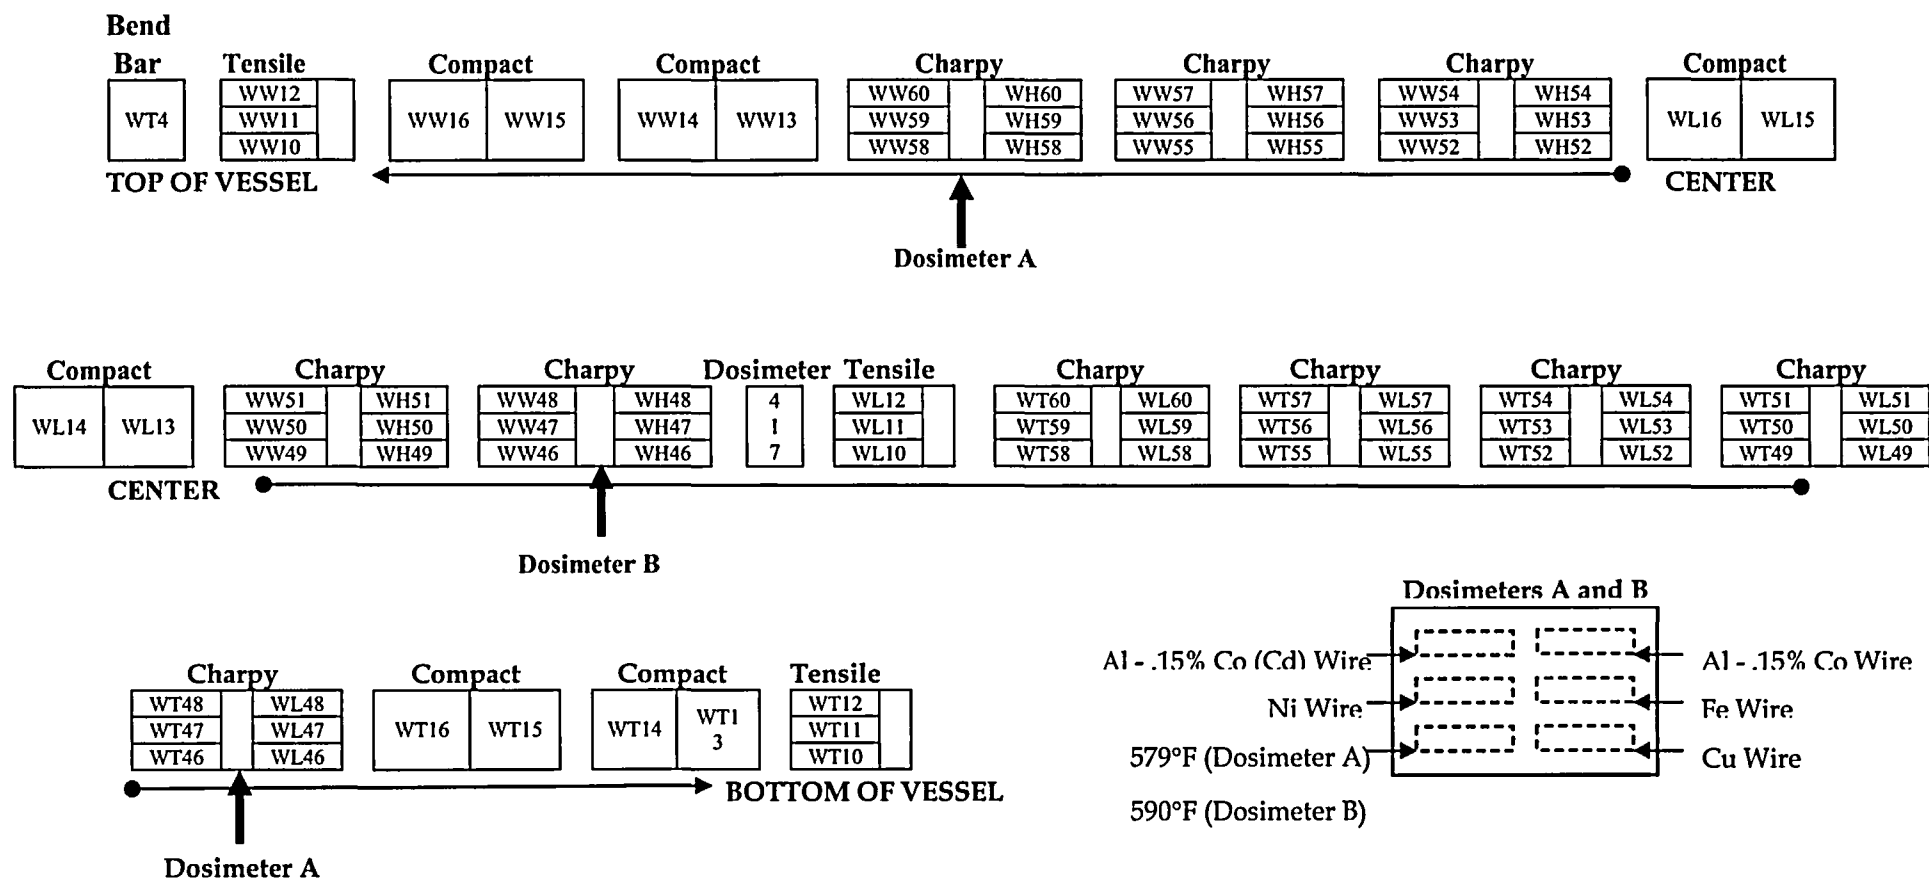 Bend
Bar Tensile Compact Compact Charpy Charpy Charpy Compact
WW12 WW60 WH60 WW57 WH57 WW54 WH54
WT4 WW11 WW16 WW15 WW14 WW13 WW59 WH59 WW56 WH56 WW53 WH53 WL16 WL15
WW10 WW58 WH58 WW55 WH55 WW52 WH52
TOP OF VESSEL CENTER
Dosimeter A
Compact Charpy Charpy Dosimeter Tensile Charpy Charpy Charpy Charpy
WW51 WH51 WW48 WH48 4 WL12 WT60 WL60 WT57 WL57 WT54 WL54 WT51 WL51
WL14 WL13 WW50 WH50 WW47 WH47 1 WL11 WT59 WL59 WT56 WL56 WT53 WL53 WT50 WL50
WW49 WH49 WW46 WH46 7 WL10 WT58 WL58 WT55 WL55 WT52 WL52 WT49 WL49
CENTER
Dosimeter B
Dosimeters A and B
Al - .15% Co (Cd) Wire Al - .15% Co Wire
Ni Wire Fe Wire
579°F (Dosimeter A) Cu Wire
590°F (Dosimeter B)
Charpy Compact Compact Tensile
WT48 WL48 WT12
WT47 WL47 WT16 WT15 WT14 WT1 WT11
3
WT46 WL46 WT10
BOTTOM OF VESSEL
Dosimeter A